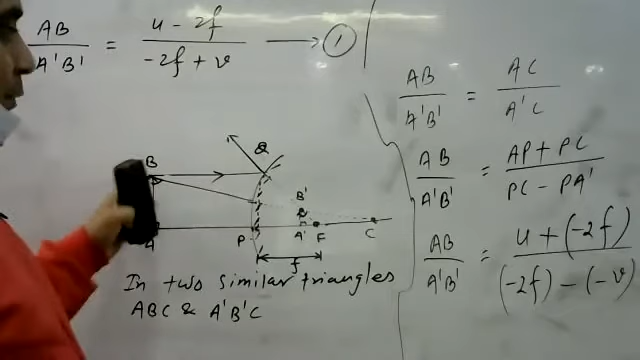 AB / A'B' = u - 2f / -2f + v → 1
B
Q
B'
A
P
A'
F
C
f
In two similar triangles
ABC & A'B'C
AB / A'B' = AC / A'C
AB / A'B' = AP + PC / PC - PA'
AB / A'B' = u + (-2f) / (-2f) - (-v)